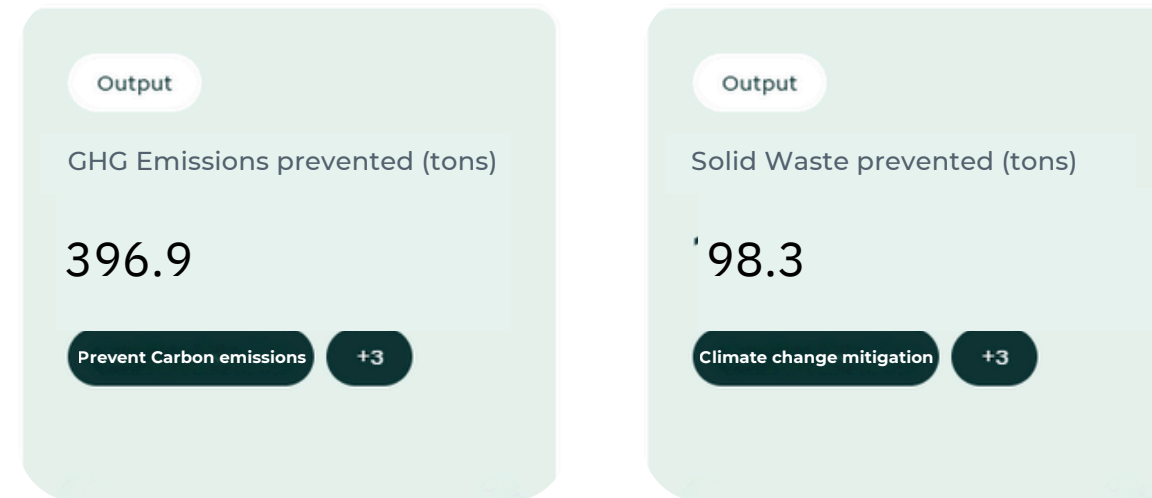 Output
GHG Emissions prevented (tons)
396.9
Prevent Carbon emissions
+3
Output
Solid Waste prevented (tons)
98.3
Climate change mitigation
+3